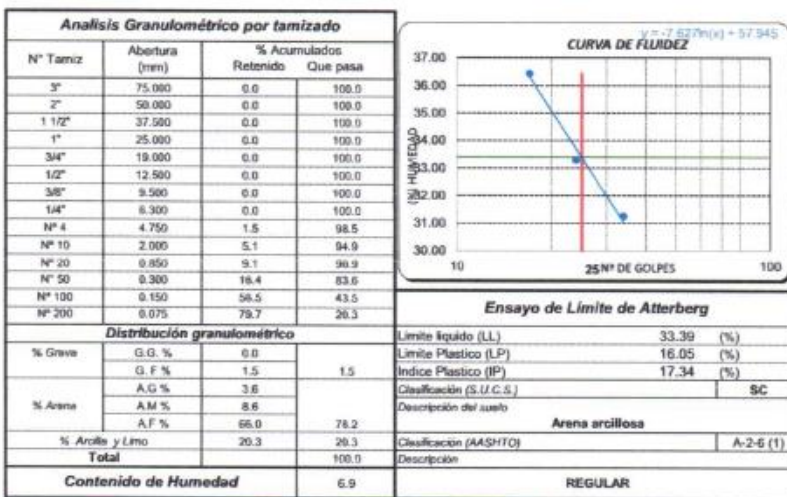 Analisis Granulométrico por tamizado
N° Tamiz Abertura (mm) % Acumulados
Retenido Que pasa
3" 75.000 0.0 100.0
2" 50.000 0.0 100.0
1 1/2" 37.500 0.0 100.0
1" 25.000 0.0 100.0
3/4" 19.000 0.0 100.0
1/2" 12.500 0.0 100.0
3/8" 9.500 0.0 100.0
1/4" 6.300 0.0 100.0
N° 4 4.750 1.5 98.5
N° 10 2.000 5.1 94.9
N° 20 0.850 9.1 90.9
N° 50 0.300 16.4 83.6
N° 100 0.150 56.5 43.5
N° 200 0.075 79.7 20.3
Distribución granulométrico
% Grava G.G. % 0.0
G. F % 1.5 1.5
% Arena A.G % 3.6
A.M % 8.6
A.F % 66.0 78.2
% Arcilla y Limo 20.3 20.3
Total 100.0
Contenido de Humedad 6.9
y = -7.627ln(x) + 57.945
CURVA DE FLUIDEZ
37.00
36.00
35.00
34.00
33.00
32.00
31.00
30.00
(%) HUMEDAD
10 25 N° DE GOLPES 100
Ensayo de Límite de Atterberg
Limite liquido (LL) 33.39 (%)
Limite Plastico (LP) 16.05 (%)
Indice Plastico (IP) 17.34 (%)
Clasificación (S.U.C.S.) SC
Descripción del suelo
Arena arcillosa
Clasificación (AASHTO) A-2-6 (1)
Descripción
REGULAR